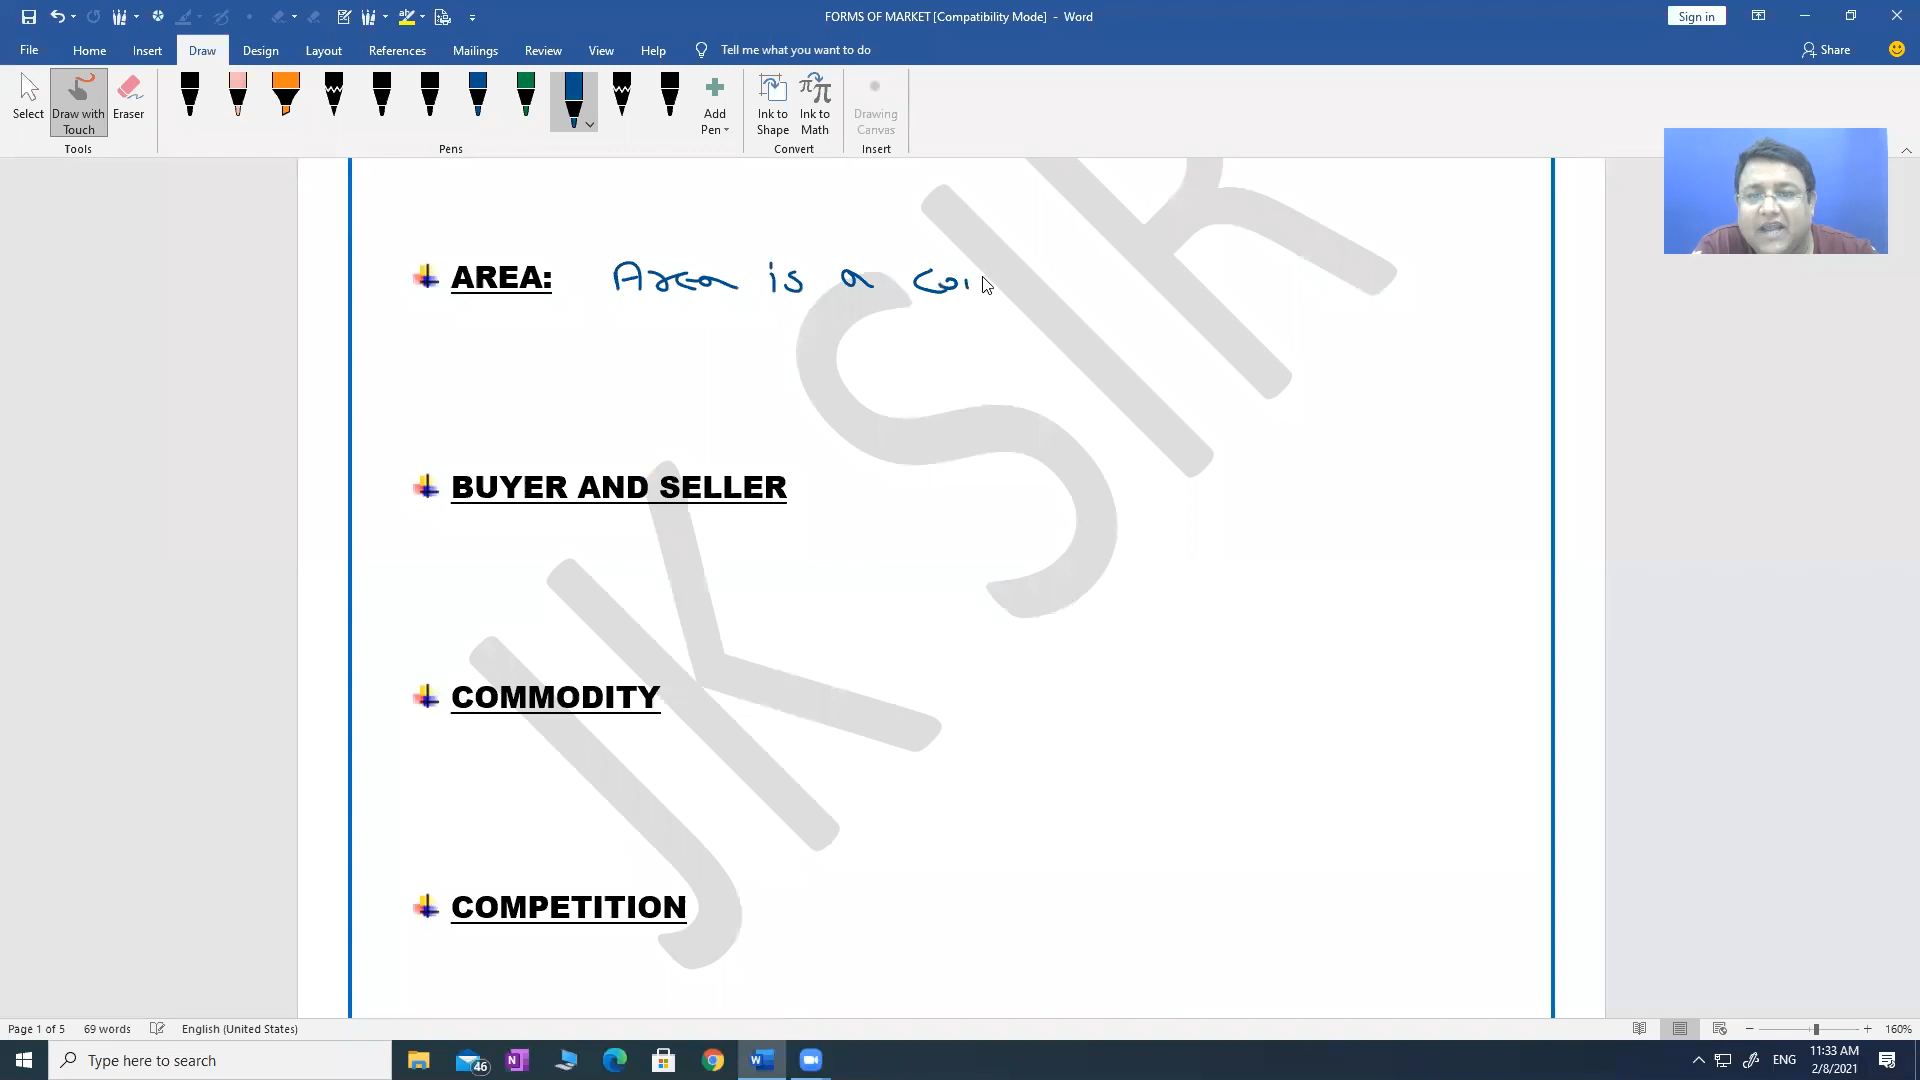 FORMS OF MARKET [Compatibility Mode] - Word
Sign in
File Home Insert Draw Design Layout References Mailings Review View Help Tell me what you want to do
Share
Select
Draw with Touch
Eraser
Add Pen
Ink to Shape
Ink to Math
Drawing Canvas
Tools
Pens
Convert
Insert
AREA: Area is a
BUYER AND SELLER
COMMODITY
COMPETITION
JK SIR
Page 1 of 5 69 words English (United States)
160%
Type here to search
46
ENG
11:33 AM
2/8/2021